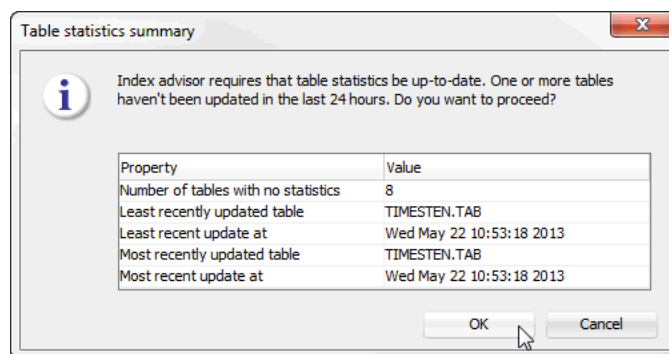 Table statistics summary
Index advisor requires that table statistics be up-to-date. One or more tables
haven't been updated in the last 24 hours. Do you want to proceed?
Property Value
Number of tables with no statistics 8
Least recently updated table TIMESTEN.TAB
Least recent update at Wed May 22 10:53:18 2013
Most recently updated table TIMESTEN.TAB
Most recent update at Wed May 22 10:53:18 2013
OK Cancel